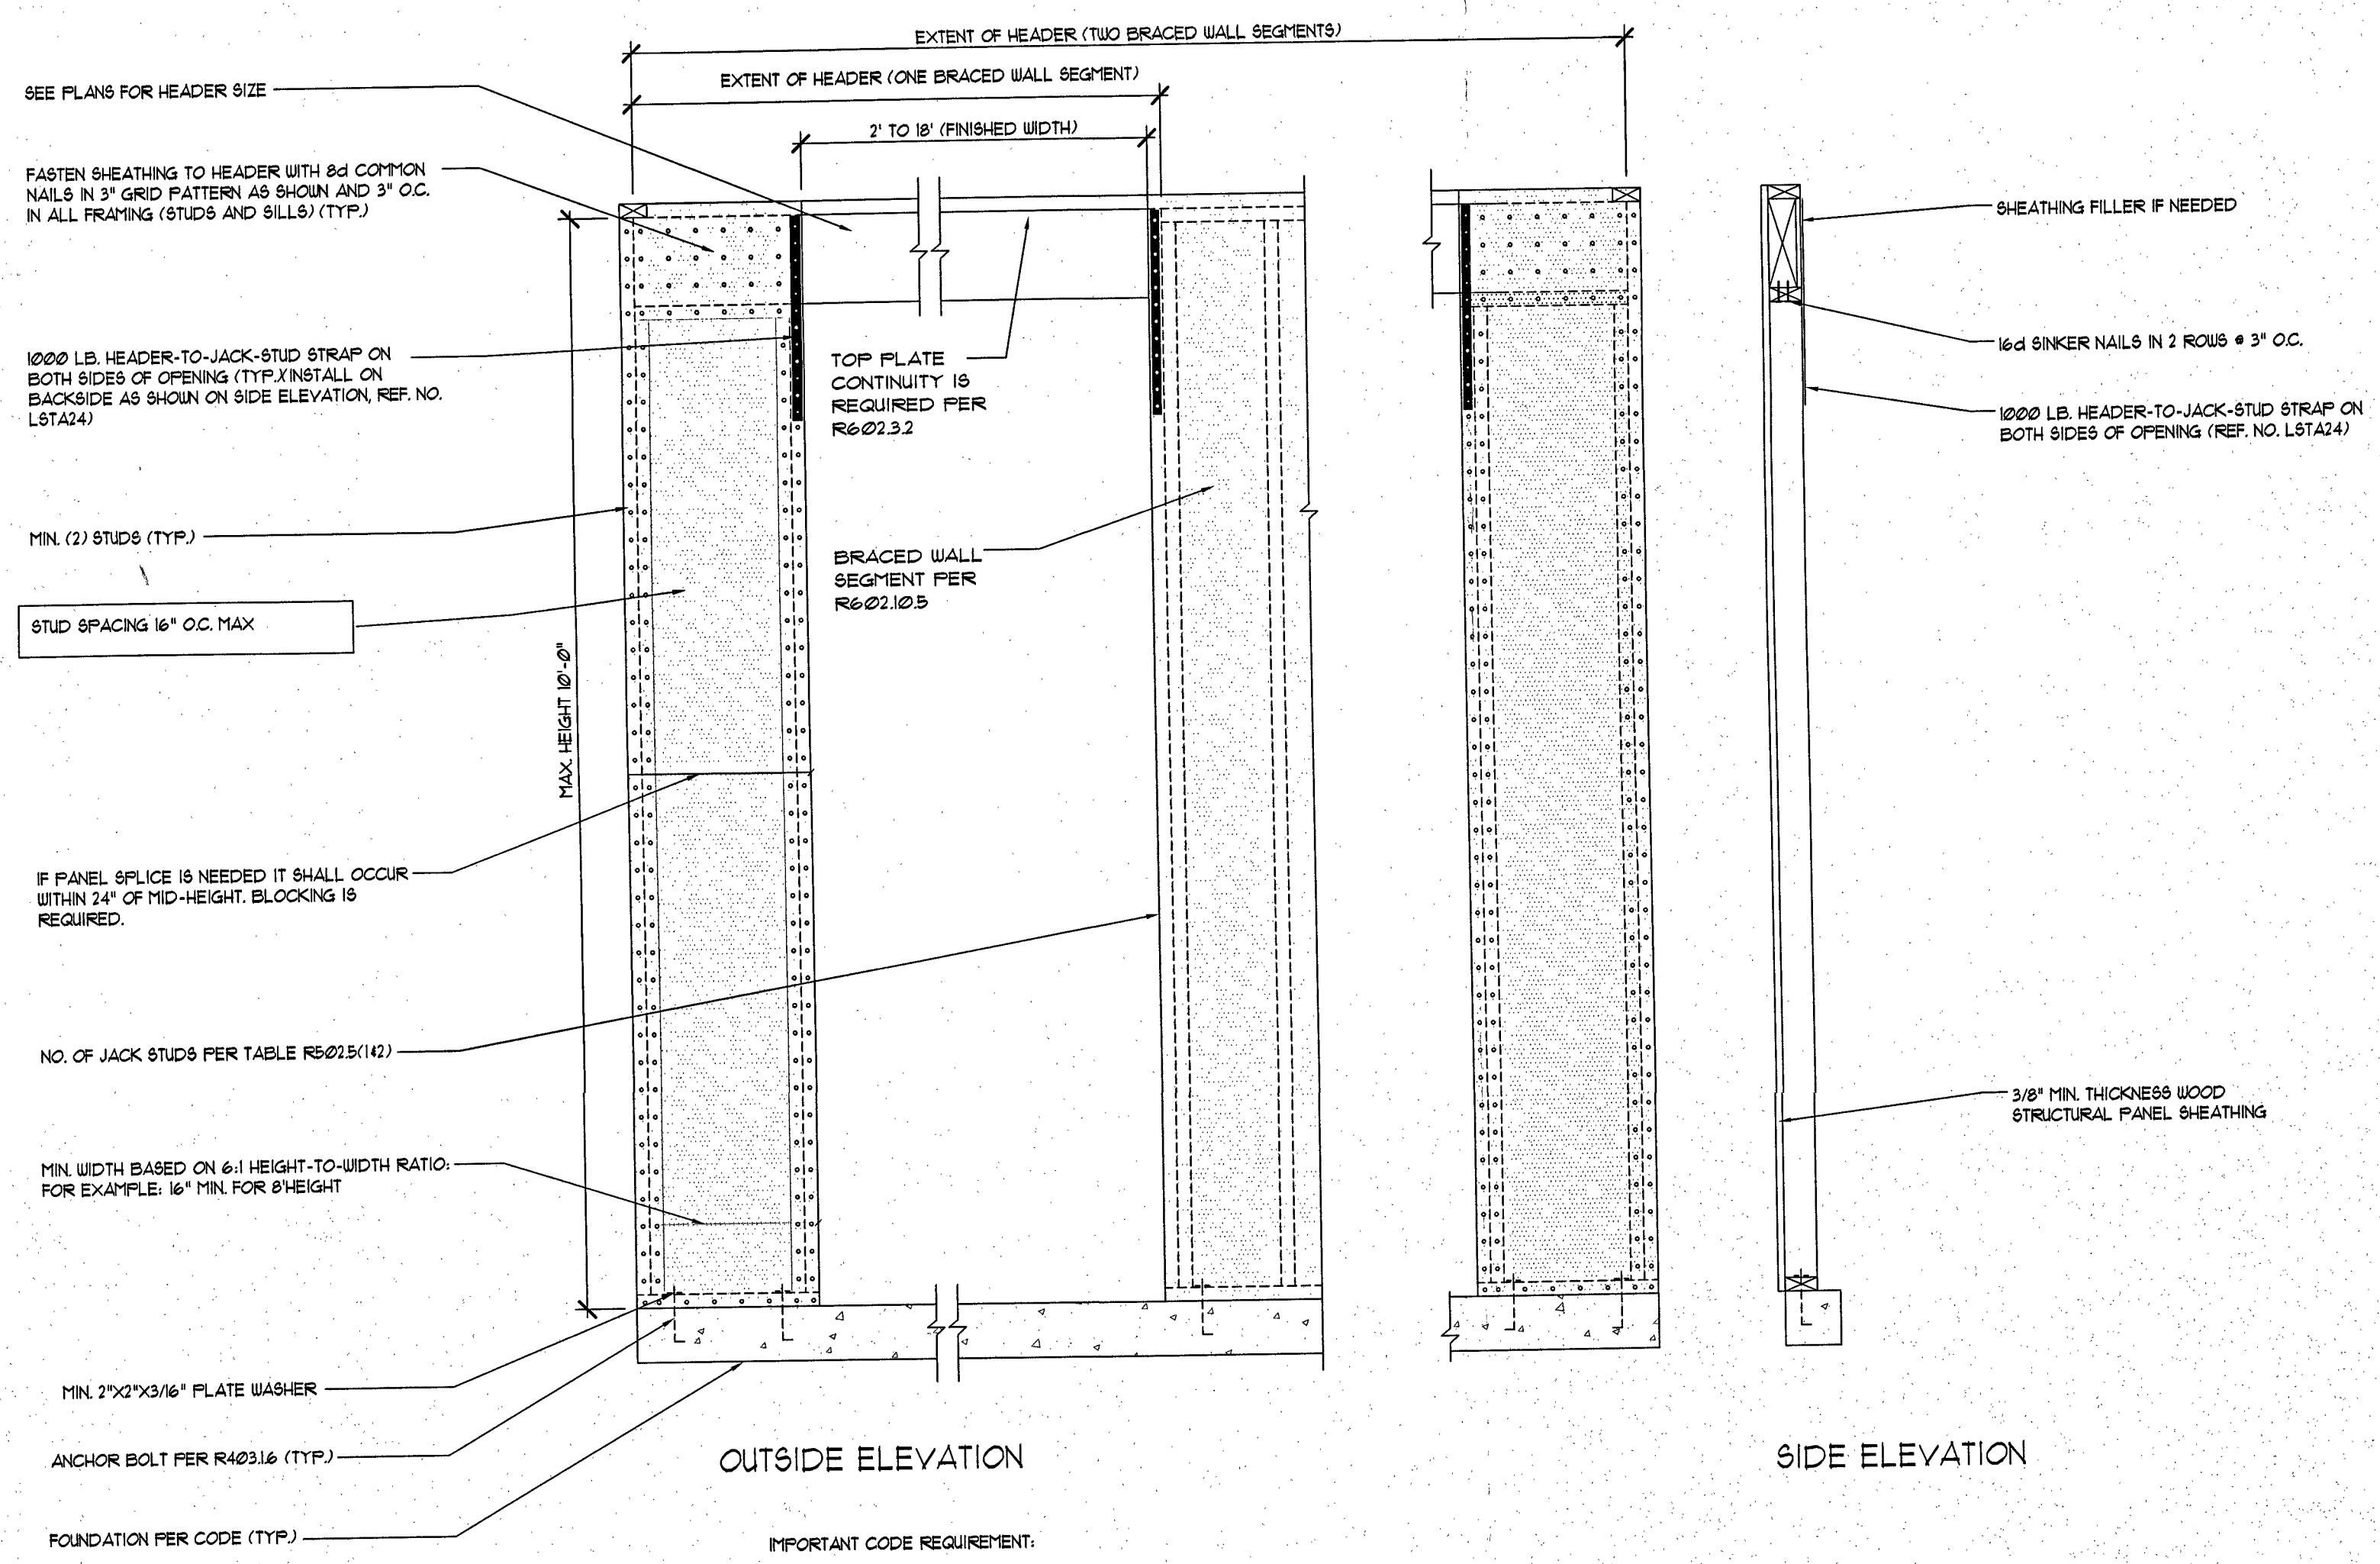 EXTENT OF HEADER (TWO BRACED WALL SEGMENTS)
EXTENT OF HEADER (ONE BRACED WALL SEGMENT)
2' TO 18' (FINISHED WIDTH)
SEE PLANS FOR HEADER SIZE
FASTEN SHEATHING TO HEADER WITH 8d COMMON
NAILS IN 3" GRID PATTERN AS SHOWN AND 3" O.C.
IN ALL FRAMING (STUDS AND SILLS) (TYP.)
1000 LB. HEADER-TO-JACK-STUD STRAP ON
BOTH SIDES OF OPENING (TYP.)(INSTALL ON
BACKSIDE AS SHOWN ON SIDE ELEVATION, REF. NO.
LSTA24)
MIN. (2) STUDS (TYP.)
STUD SPACING 16" O.C. MAX
MAX. HEIGHT 10'-0"
IF PANEL SPLICE IS NEEDED IT SHALL OCCUR
WITHIN 24" OF MID-HEIGHT. BLOCKING IS
REQUIRED.
NO. OF JACK STUDS PER TABLE R502.5(1&2)
MIN. WIDTH BASED ON 6:1 HEIGHT-TO-WIDTH RATIO:
FOR EXAMPLE: 16" MIN. FOR 8'HEIGHT
MIN. 2"X2"X3/16" PLATE WASHER
ANCHOR BOLT PER R403.1.6 (TYP.)
FOUNDATION PER CODE (TYP.)
TOP PLATE
CONTINUITY IS
REQUIRED PER
R602.3.2
BRACED WALL
SEGMENT PER
R602.10.5
SHEATHING FILLER IF NEEDED
16d SINKER NAILS IN 2 ROWS @ 3" O.C.
1000 LB. HEADER-TO-JACK-STUD STRAP ON
BOTH SIDES OF OPENING (REF. NO. LSTA24)
3/8" MIN. THICKNESS WOOD
STRUCTURAL PANEL SHEATHING
OUTSIDE ELEVATION
SIDE ELEVATION
IMPORTANT CODE REQUIREMENT: